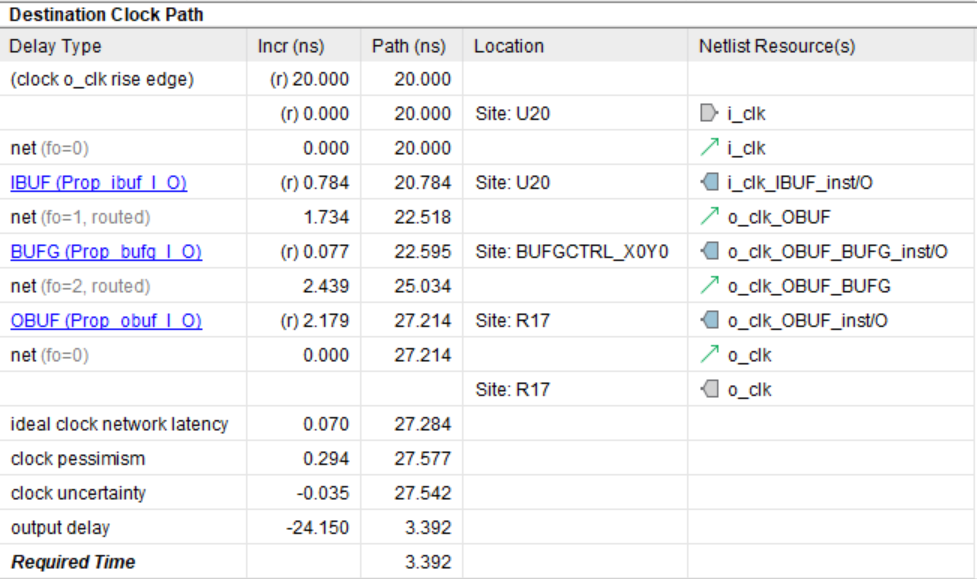 Destination Clock Path
Delay Type Incr (ns) Path (ns) Location Netlist Resource(s)
(clock o_clk rise edge) (r) 20.000 20.000
(r) 0.000 20.000 Site: U20 i_clk
net (fo=0) 0.000 20.000 i_clk
IBUF (Prop_ibuf_I_O) (r) 0.784 20.784 Site: U20 i_clk_IBUF_inst/O
net (fo=1, routed) 1.734 22.518 o_clk_OBUF
BUFG (Prop_bufg_I_O) (r) 0.077 22.595 Site: BUFGCTRL_X0Y0 o_clk_OBUF_BUFG_inst/O
net (fo=2, routed) 2.439 25.034 o_clk_OBUF_BUFG
OBUF (Prop_obuf_I_O) (r) 2.179 27.214 Site: R17 o_clk_OBUF_inst/O
net (fo=0) 0.000 27.214 o_clk
Site: R17 o_clk
ideal clock network latency 0.070 27.284
clock pessimism 0.294 27.577
clock uncertainty -0.035 27.542
output delay -24.150 3.392
Required Time 3.392